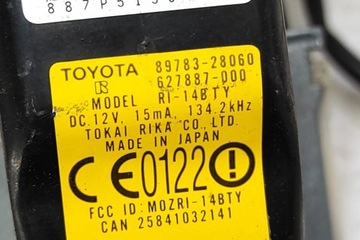 TOYOTA 89783-28060
R 627887-000
MODEL RI-14BTY
DC.12V, 15mA, 134.2kHz
TOKAI RIKA CO., LTD.
MADE IN JAPAN
CE0122
FCC ID: MOZRI-14BTY
CAN 25841032141